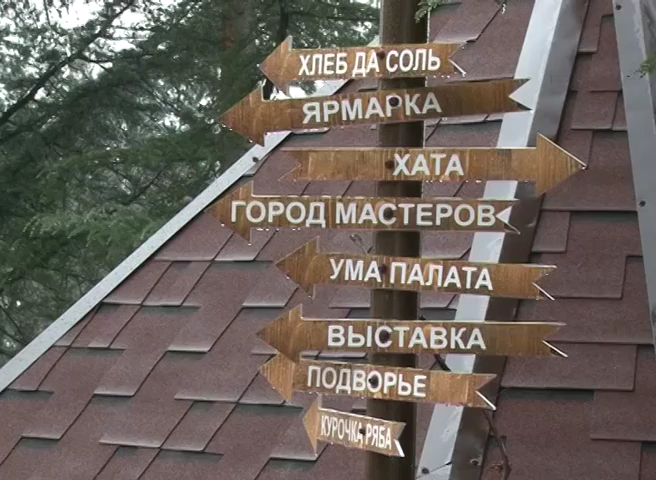 ХЛЕБ ДА СОЛЬ
ЯРМАРКА
ХАТА
ГОРОД МАСТЕРОВ
УМА ПАЛАТА
ВЫСТАВКА
ПОДВОРЬЕ
КУРОЧКА РЯБА